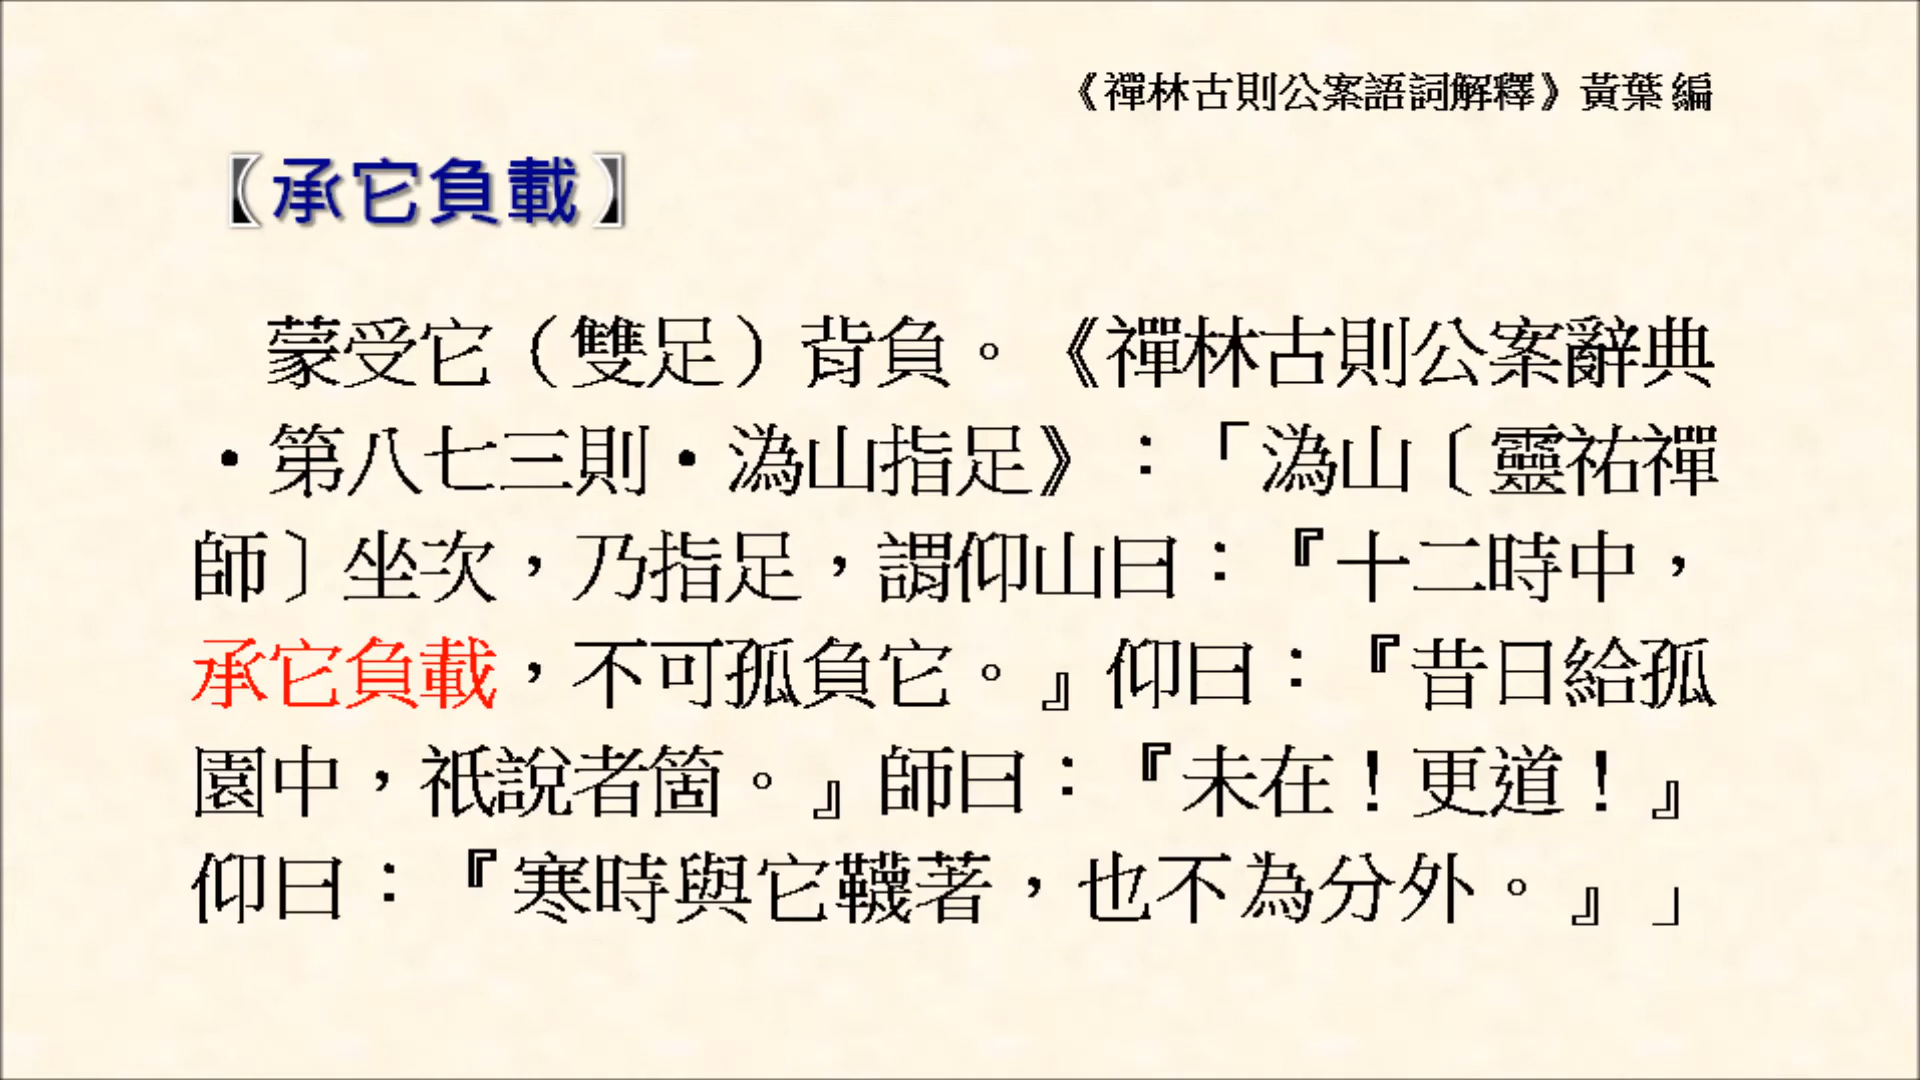 《禪林古則公案語詞解釋》黃葉 編
【承它負載】
蒙受它（雙足）背負。《禪林古則公案辭典
・第八七三則・溈山指足》：「溈山〔靈祐禪
師〕坐次，乃指足，謂仰山曰：『十二時中，
承它負載，不可孤負它。』仰曰：『昔日給孤
園中，祇說者箇。』師曰：『未在！更道！』
仰曰：『寒時與它韈著，也不為分外。』」